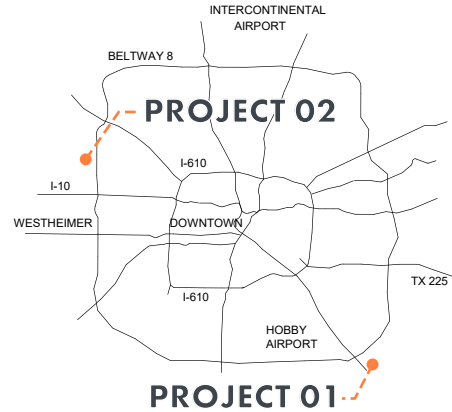 INTERCONTINENTAL
AIRPORT
BELTWAY 8
PROJECT 02
I-610
I-10
WESTHEIMER
DOWNTOWN
TX 225
I-610
HOBBY
AIRPORT
PROJECT 01